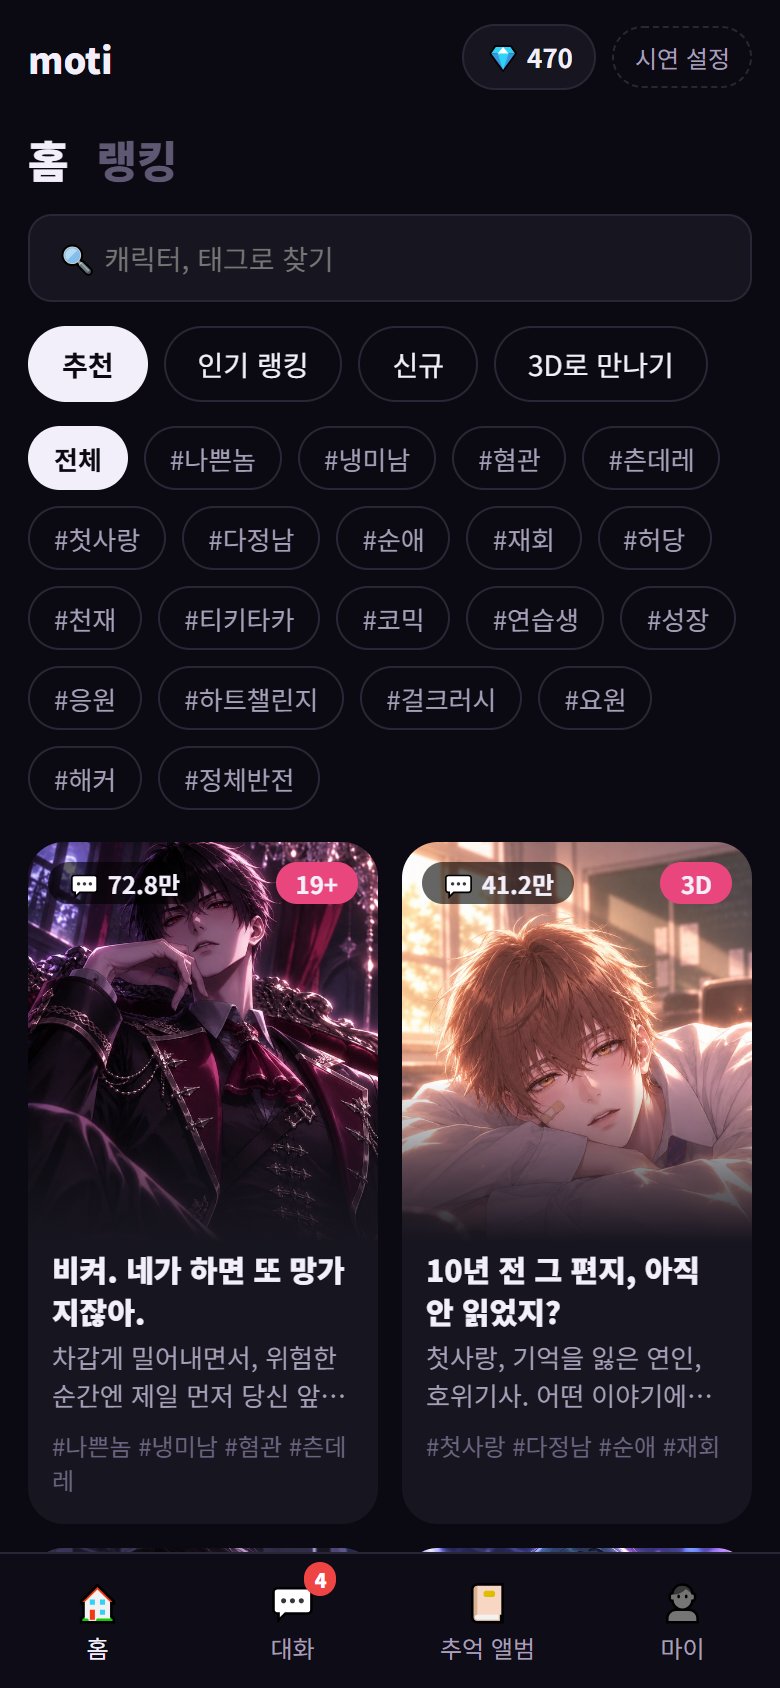 moti
470
시연 설정
홈 랭킹
캐릭터, 태그로 찾기
추천 인기 랭킹 신규 3D로 만나기
전체 #나쁜놈 #냉미남 #혐관 #츤데레
#첫사랑 #다정남 #순애 #재회 #허당
#천재 #티키타카 #코믹 #연습생 #성장
#응원 #하트챌린지 #걸크러시 #요원
#해커 #정체반전
72.8만 19+
비켜. 네가 하면 또 망가
지잖아.
차갑게 밀어내면서, 위험한
순간엔 제일 먼저 당신 앞…
#나쁜놈 #냉미남 #혐관 #츤데
레
41.2만 3D
10년 전 그 편지, 아직
안 읽었지?
첫사랑, 기억을 잃은 연인,
호위기사. 어떤 이야기에…
#첫사랑 #다정남 #순애 #재회
4
홈 대화 추억 앨범 마이